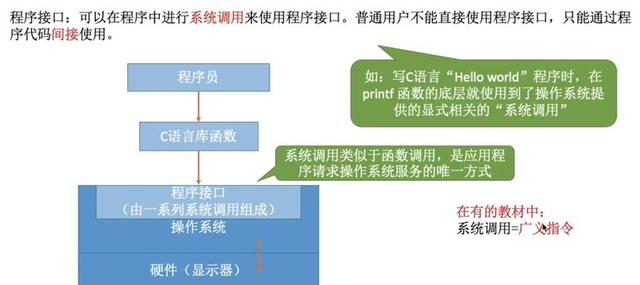 程序接口：可以在程序中进行系统调用来使用程序接口。普通用户不能直接使用程序接口，只能通过程
序代码间接使用。
程序员
如：写C语言“Hello world”程序时，在
printf 函数的底层就使用到了操作系统提
供的显式相关的“系统调用”
C语言库函数
系统调用类似于函数调用，是应用程
序请求操作系统服务的唯一方式
程序接口
（由一系列系统调用组成）
操作系统
在有的教材中：
系统调用=广义指令
硬件（显示器）